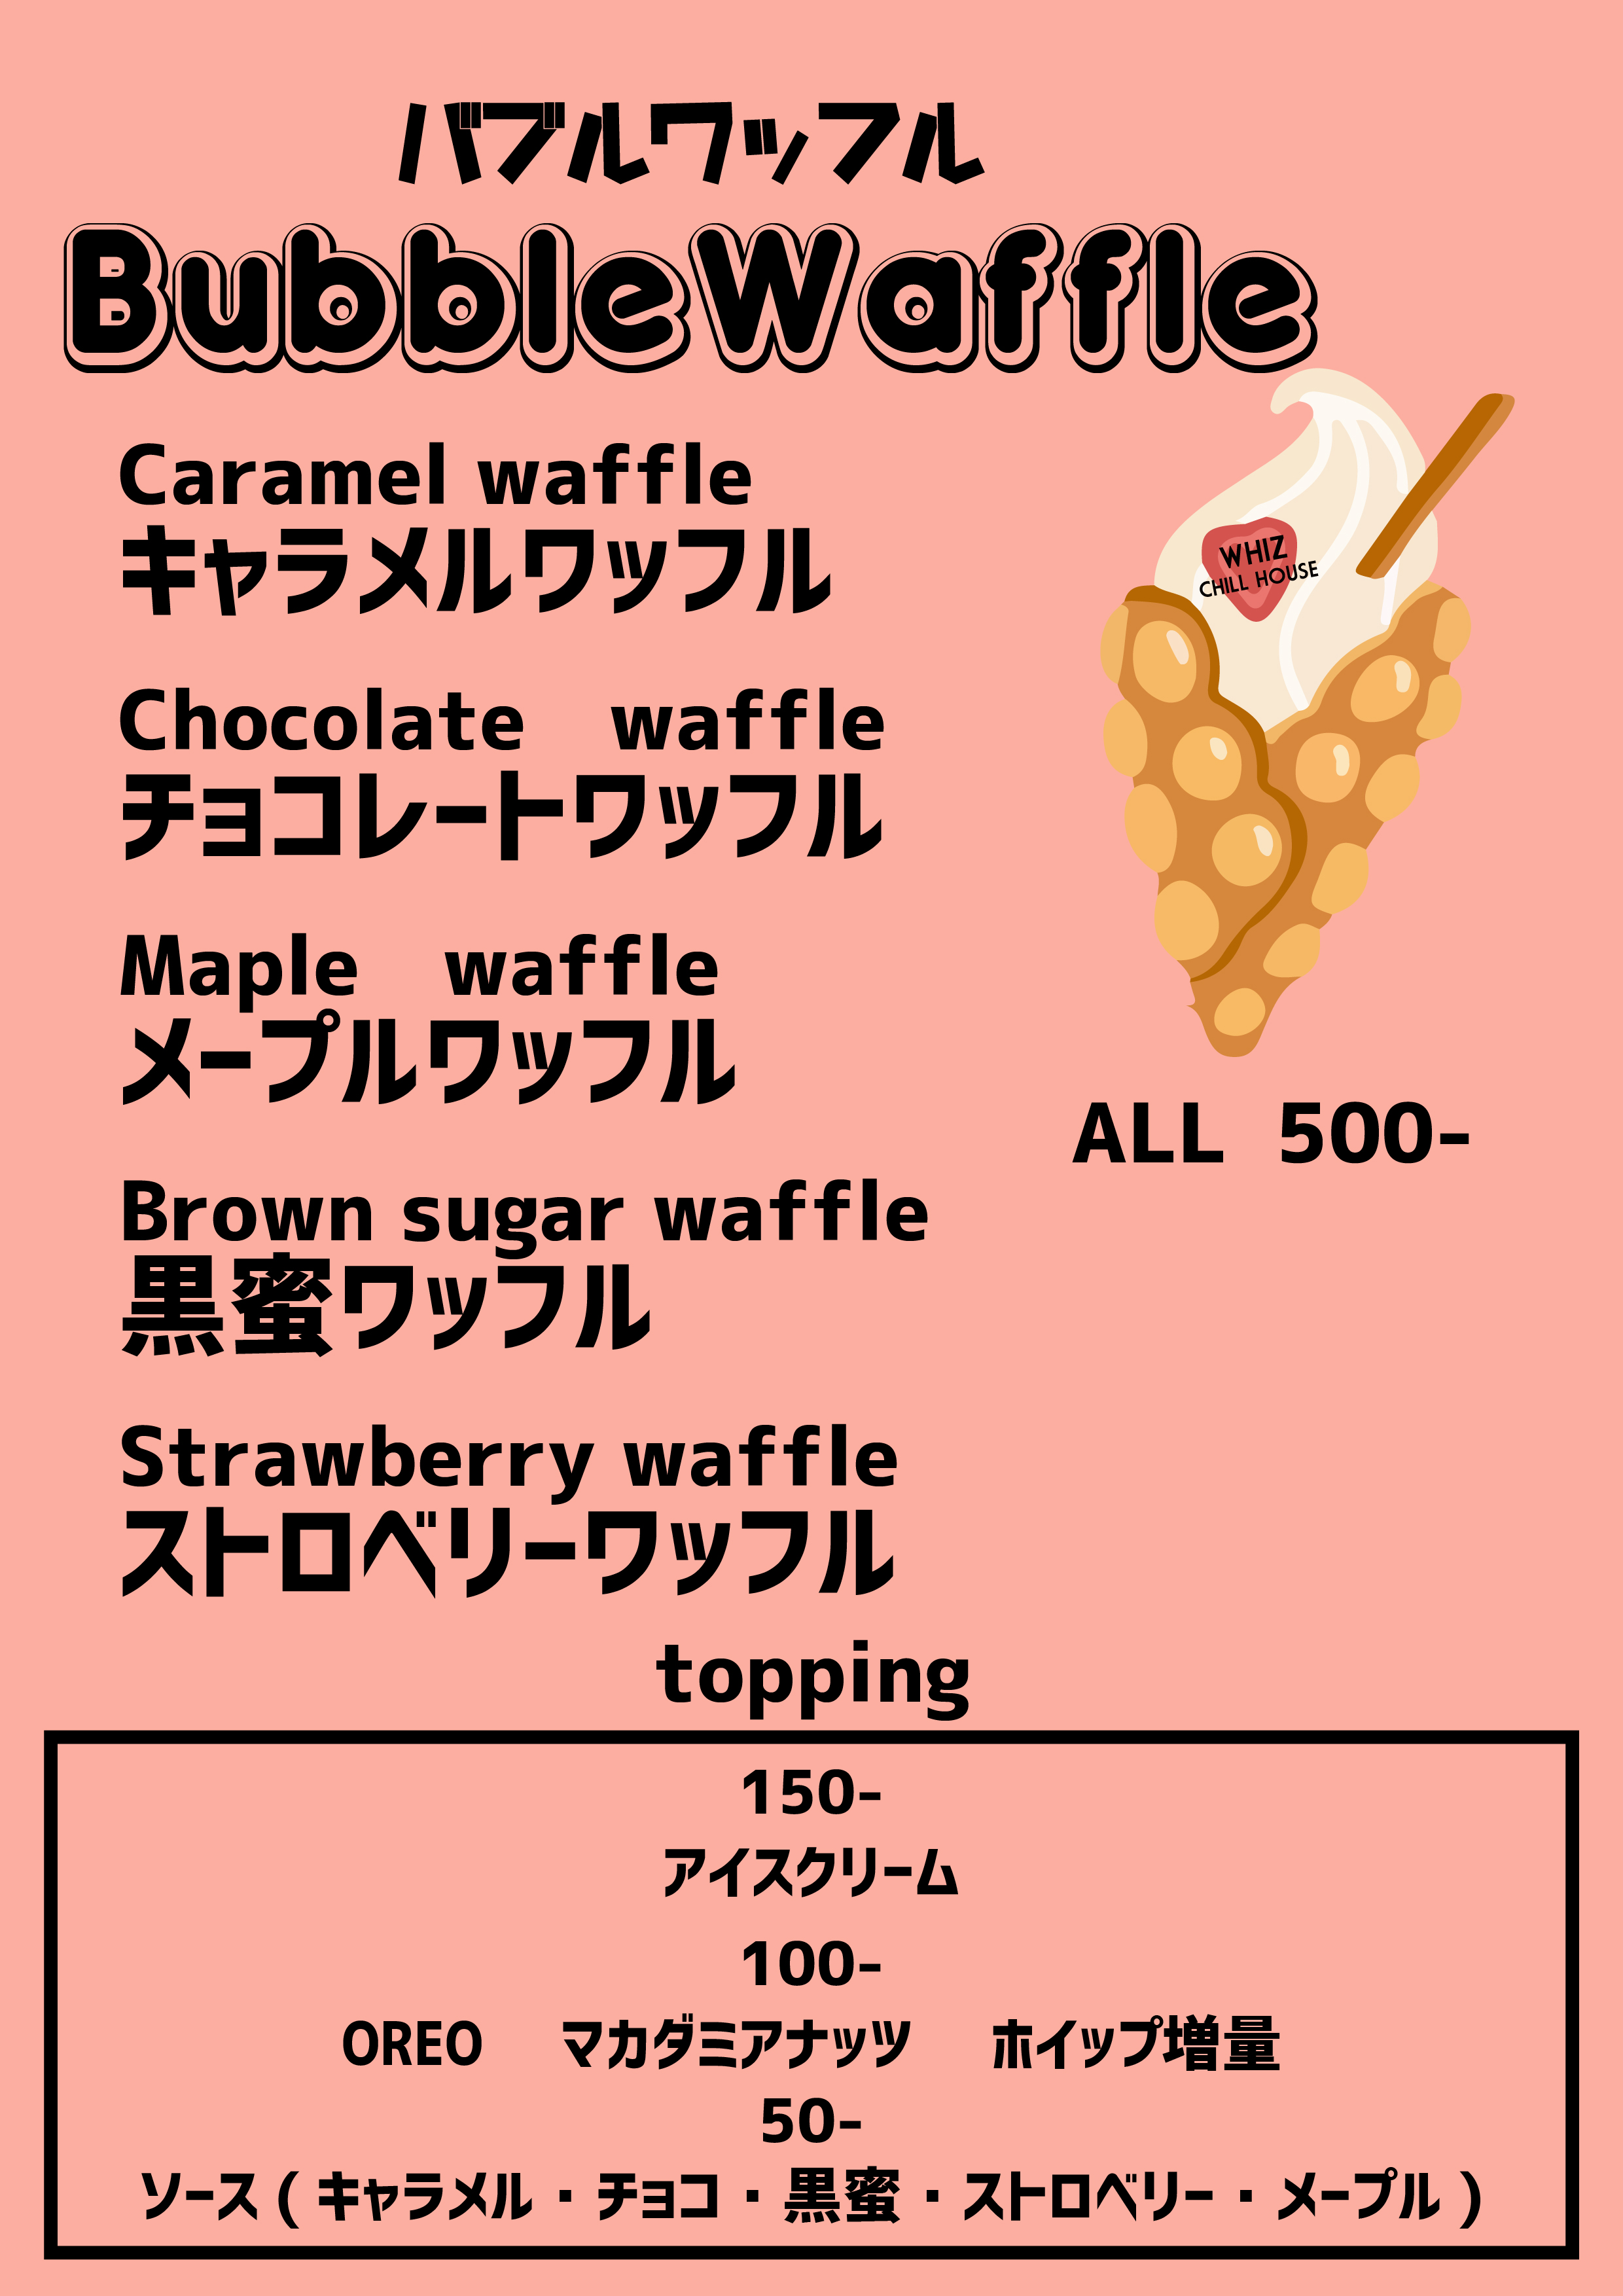 バブルワッフル
BubbleWaffle
WHIZ
CHILL HOUSE
Caramel waffle
キャラメルワッフル
Chocolate　waffle
チョコレートワッフル
Maple　waffle
メープルワッフル
ALL 500-
Brown sugar waffle
黒蜜ワッフル
Strawberry waffle
ストロベリーワッフル
topping
150-
アイスクリーム
100-
OREO　マカダミアナッツ　ホイップ増量
50-
ソース(キャラメル・チョコ・黒蜜・ストロベリー・メープル)